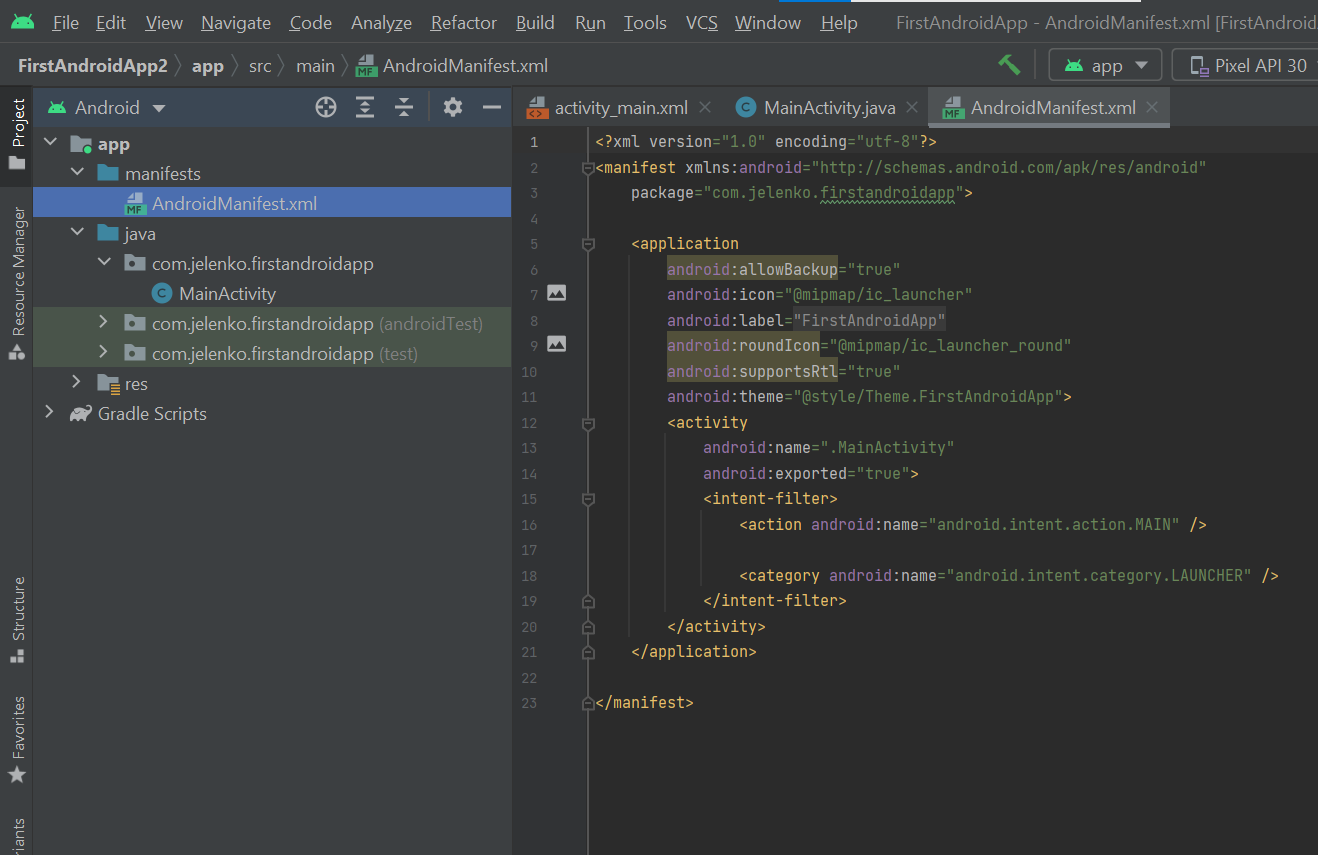 File Edit View Navigate Code Analyze Refactor Build Run Tools VCS Window Help FirstAndroidApp - AndroidManifest.xml [FirstAndroid
FirstAndroidApp2 app src main AndroidManifest.xml app Pixel API 30
Project
Resource Manager
Structure
Favorites
riants
Android
app
manifests
AndroidManifest.xml
java
com.jelenko.firstandroidapp
MainActivity
com.jelenko.firstandroidapp (androidTest)
com.jelenko.firstandroidapp (test)
res
Gradle Scripts
activity_main.xml MainActivity.java AndroidManifest.xml
1 <?xml version="1.0" encoding="utf-8"?>
2 <manifest xmlns:android="http://schemas.android.com/apk/res/android"
3 package="com.jelenko.firstandroidapp">
4
5 <application
6 android:allowBackup="true"
7 android:icon="@mipmap/ic_launcher"
8 android:label="FirstAndroidApp"
9 android:roundIcon="@mipmap/ic_launcher_round"
10 android:supportsRtl="true"
11 android:theme="@style/Theme.FirstAndroidApp">
12 <activity
13 android:name=".MainActivity"
14 android:exported="true">
15 <intent-filter>
16 <action android:name="android.intent.action.MAIN" />
17
18 <category android:name="android.intent.category.LAUNCHER" />
19 </intent-filter>
20 </activity>
21 </application>
22
23 </manifest>